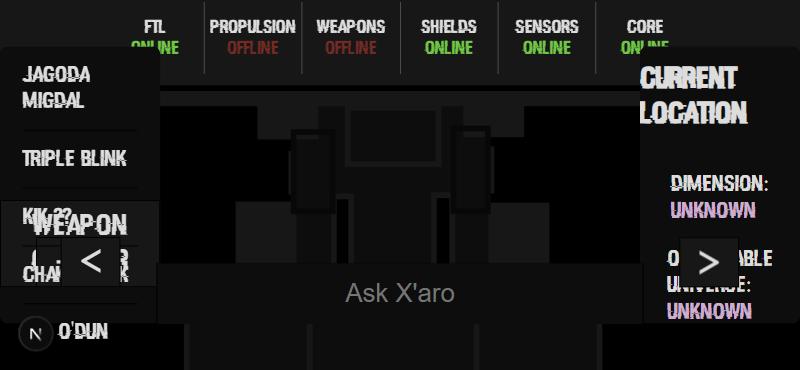 FTL
ONLINE
PROPULSION
OFFLINE
WEAPONS
OFFLINE
SHIELDS
ONLINE
SENSORS
ONLINE
CORE
ONLINE
JAGODA
MIGDAL
TRIPLE BLINK
WEAPON
O'DUN
<
>
Ask X'aro
N
CURRENT
LOCATION
DIMENSION:
UNKNOWN
UNIVERSE:
UNKNOWN